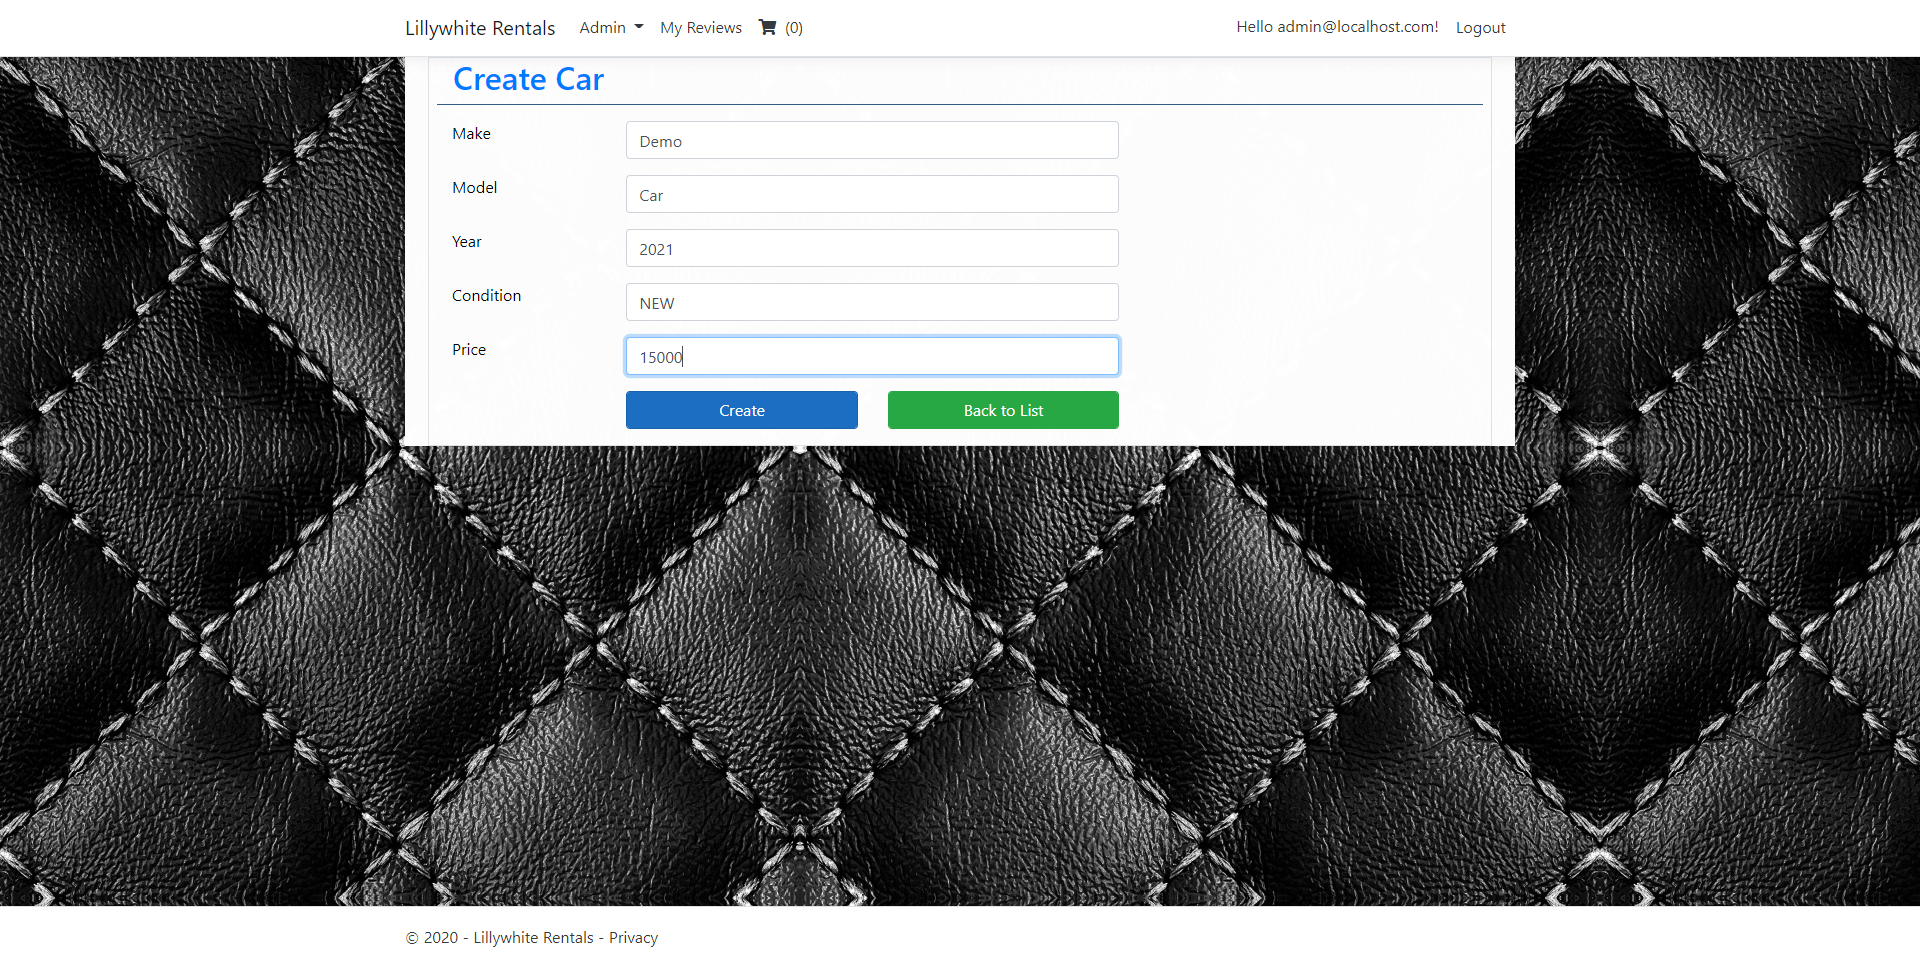 Lillywhite Rentals Admin My Reviews (0) Hello admin@localhost.com! Logout
Create Car
Make Demo
Model Car
Year 2021
Condition NEW
Price 15000
Create Back to List
© 2020 - Lillywhite Rentals - Privacy